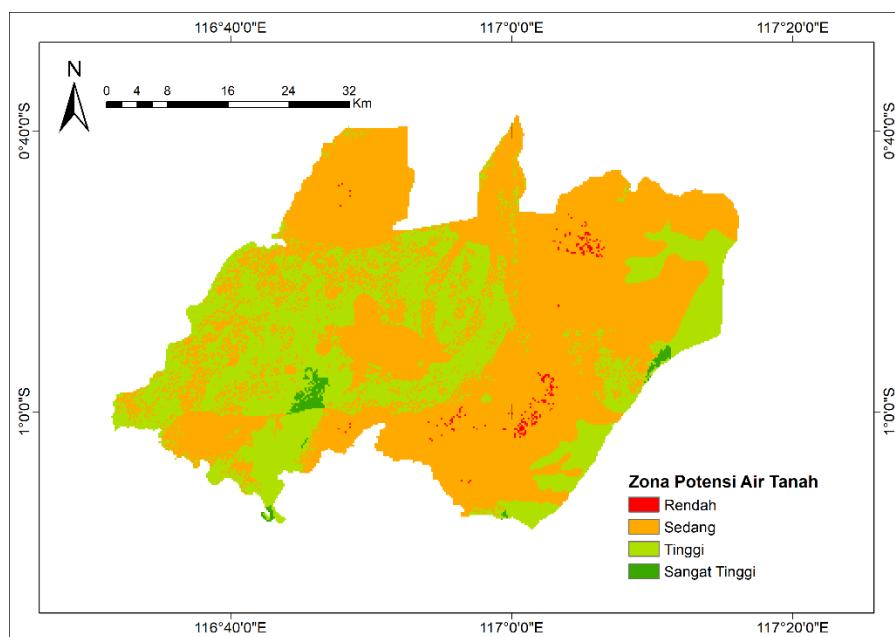 116°40'0"E 117°0'0"E 117°20'0"E
N
0 4 8 16 24 32
Km
0°40'0"S 0°40'0"S
1°0'0"S 1°0'0"S
Zona Potensi Air Tanah
Rendah
Sedang
Tinggi
Sangat Tinggi
116°40'0"E 117°0'0"E 117°20'0"E